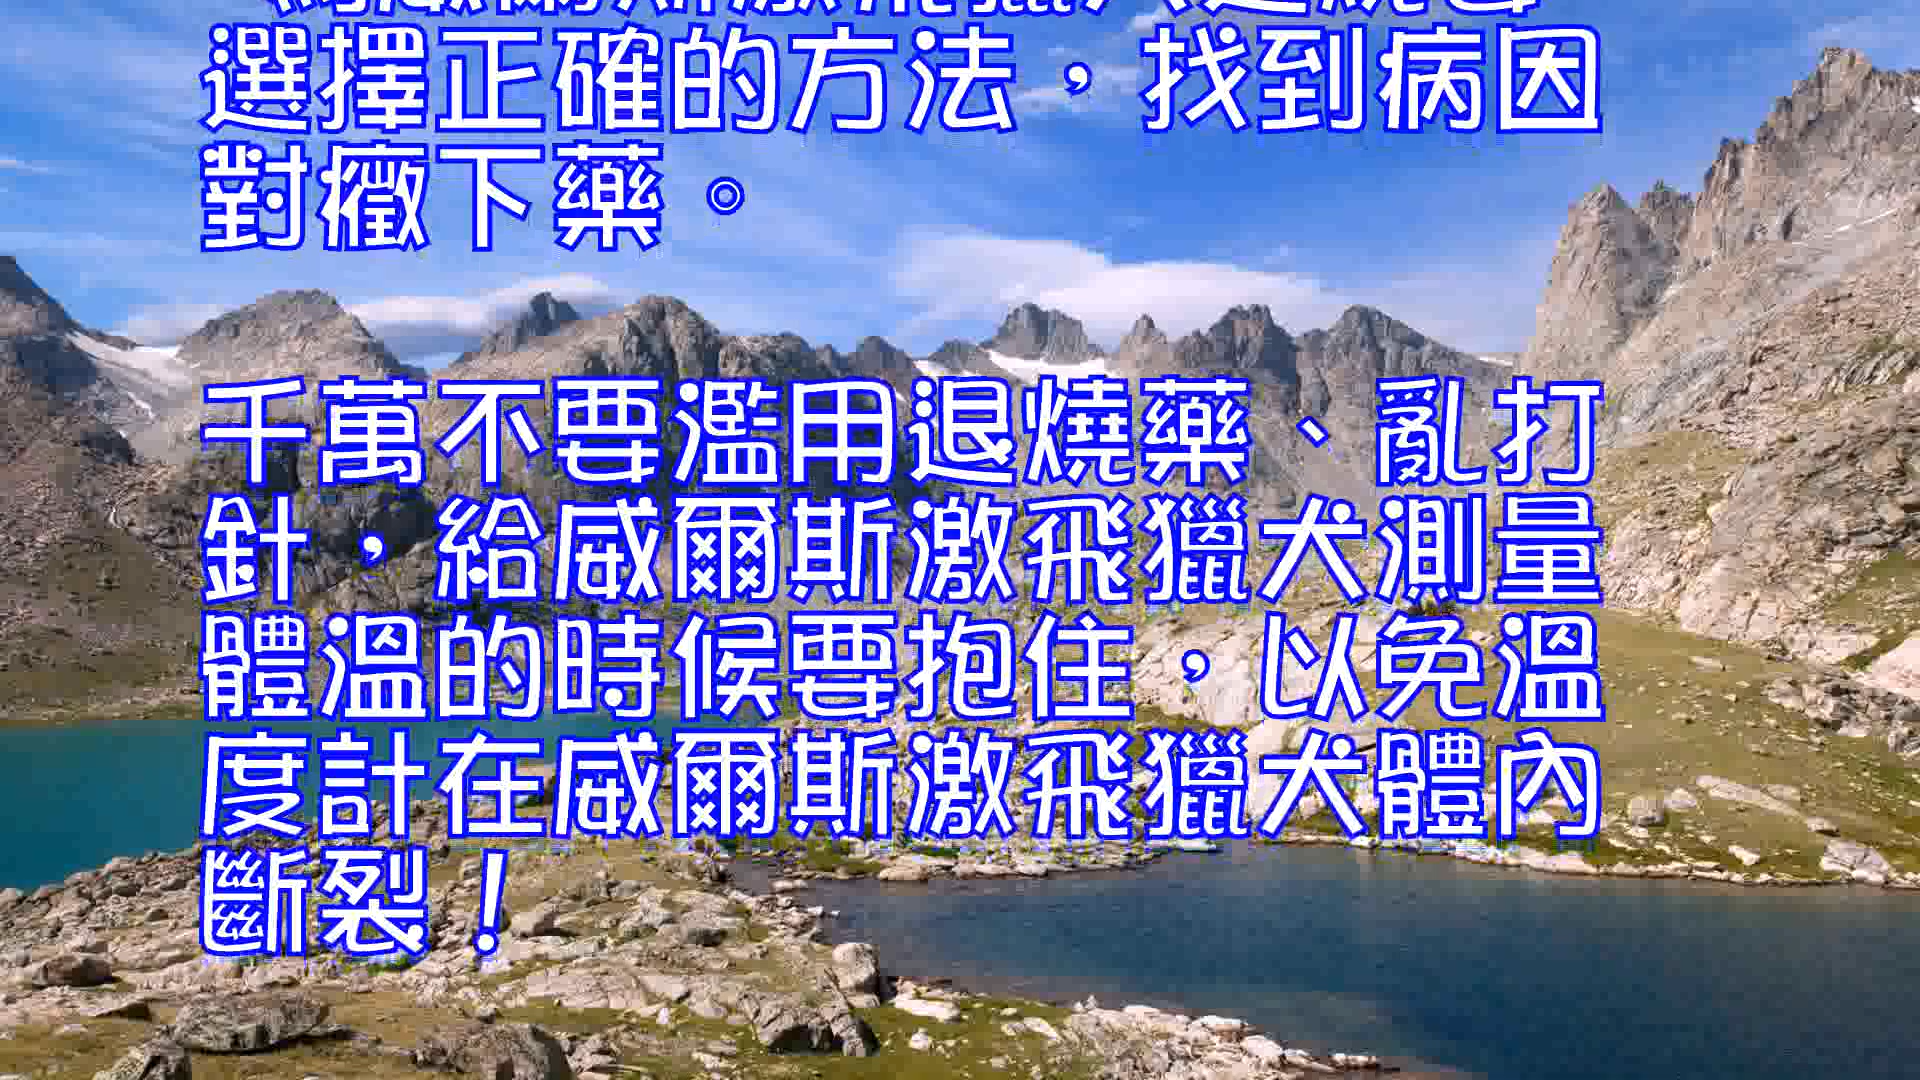 選擇正確的方法，找到病因
對癥下藥。
千萬不要濫用退燒藥、亂打
針，給威爾斯激飛獵犬測量
體溫的時候要抱住，以免溫
度計在威爾斯激飛獵犬體內
斷裂！